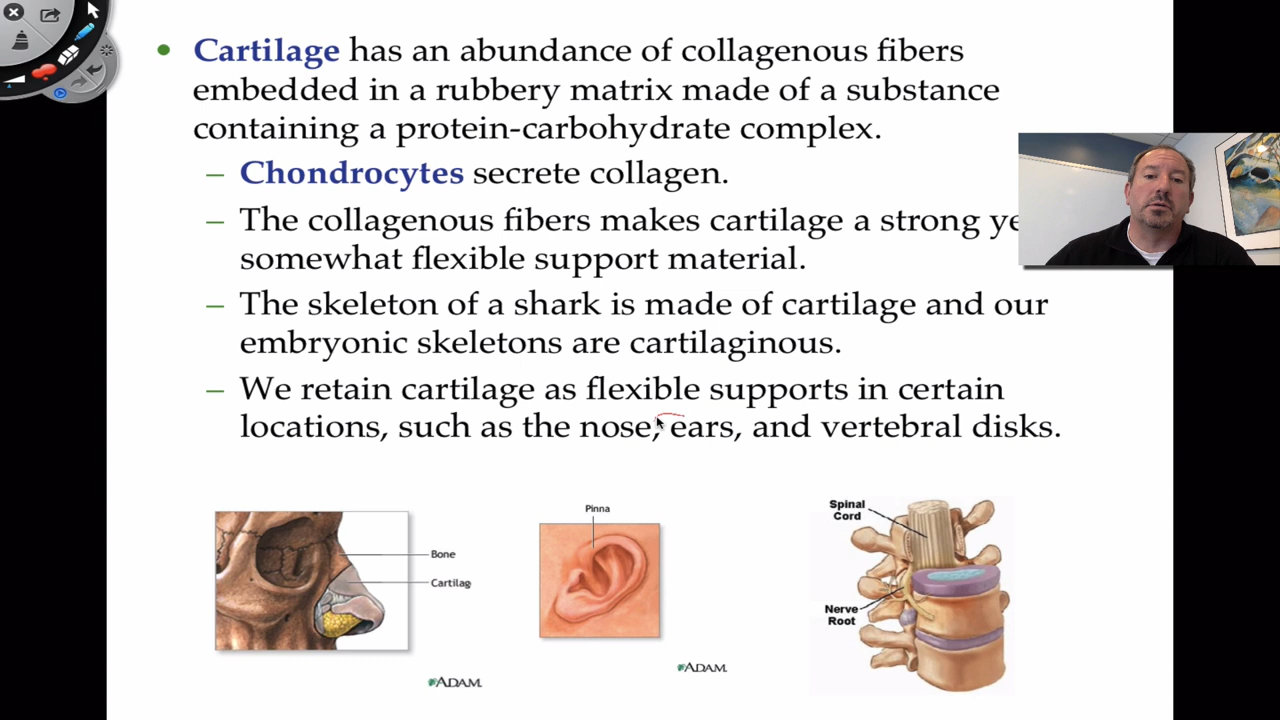 • Cartilage has an abundance of collagenous fibers
embedded in a rubbery matrix made of a substance
containing a protein-carbohydrate complex.
– Chondrocytes secrete collagen.
– The collagenous fibers makes cartilage a strong ye
somewhat flexible support material.
– The skeleton of a shark is made of cartilage and our
embryonic skeletons are cartilaginous.
– We retain cartilage as flexible supports in certain
locations, such as the nose, ears, and vertebral disks.
Bone
Cartilag
ADAM.
Pinna
ADAM.
Spinal
Cord
Nerve
Root